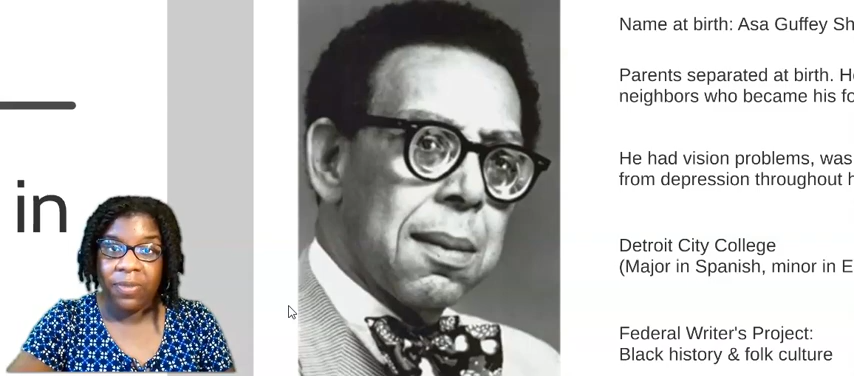 in
Name at birth: Asa Guffey Sh
Parents separated at birth. H
neighbors who became his fo
He had vision problems, was
from depression throughout h
Detroit City College
(Major in Spanish, minor in E
Federal Writer's Project:
Black history & folk culture